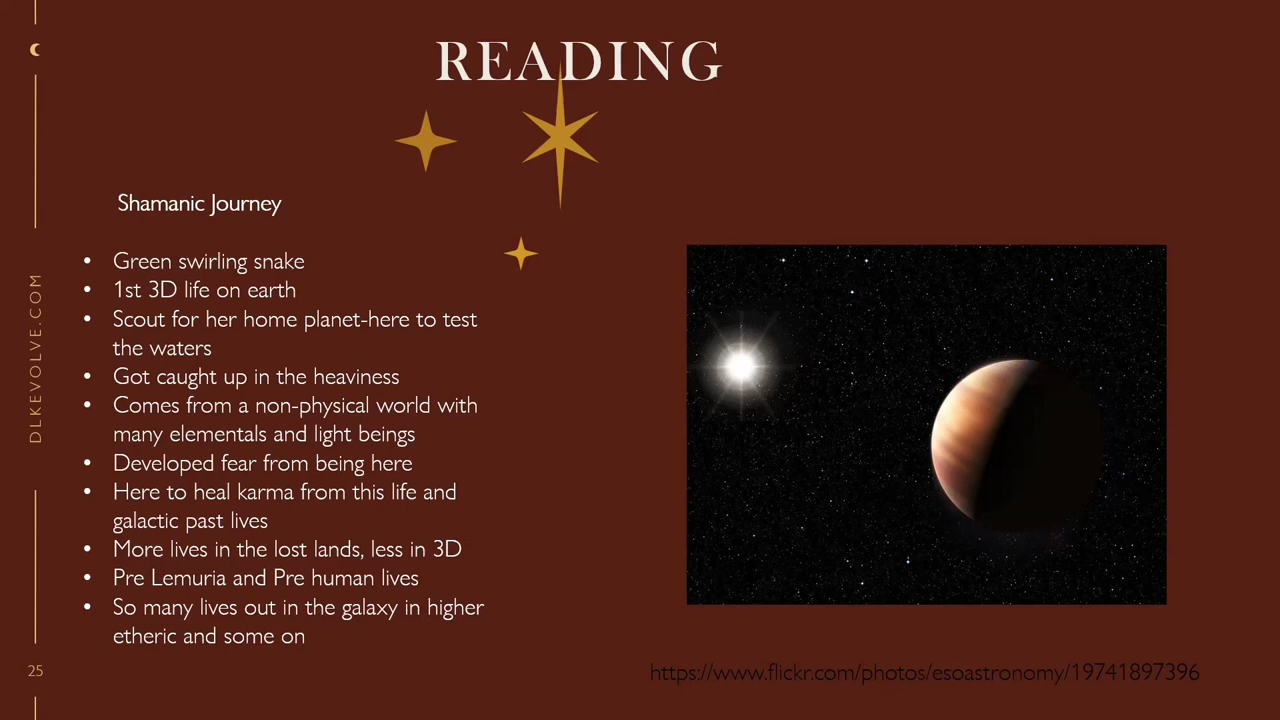 READING
Shamanic Journey
• Green swirling snake
• 1st 3D life on earth
• Scout for her home planet-here to test
the waters
• Got caught up in the heaviness
• Comes from a non-physical world with
many elementals and light beings
• Developed fear from being here
• Here to heal karma from this life and
galactic past lives
• More lives in the lost lands, less in 3D
• Pre Lemuria and Pre human lives
• So many lives out in the galaxy in higher
etheric and some on
DLKEVOLVE.COM
25
https://www.flickr.com/photos/esoastronomy/19741897396